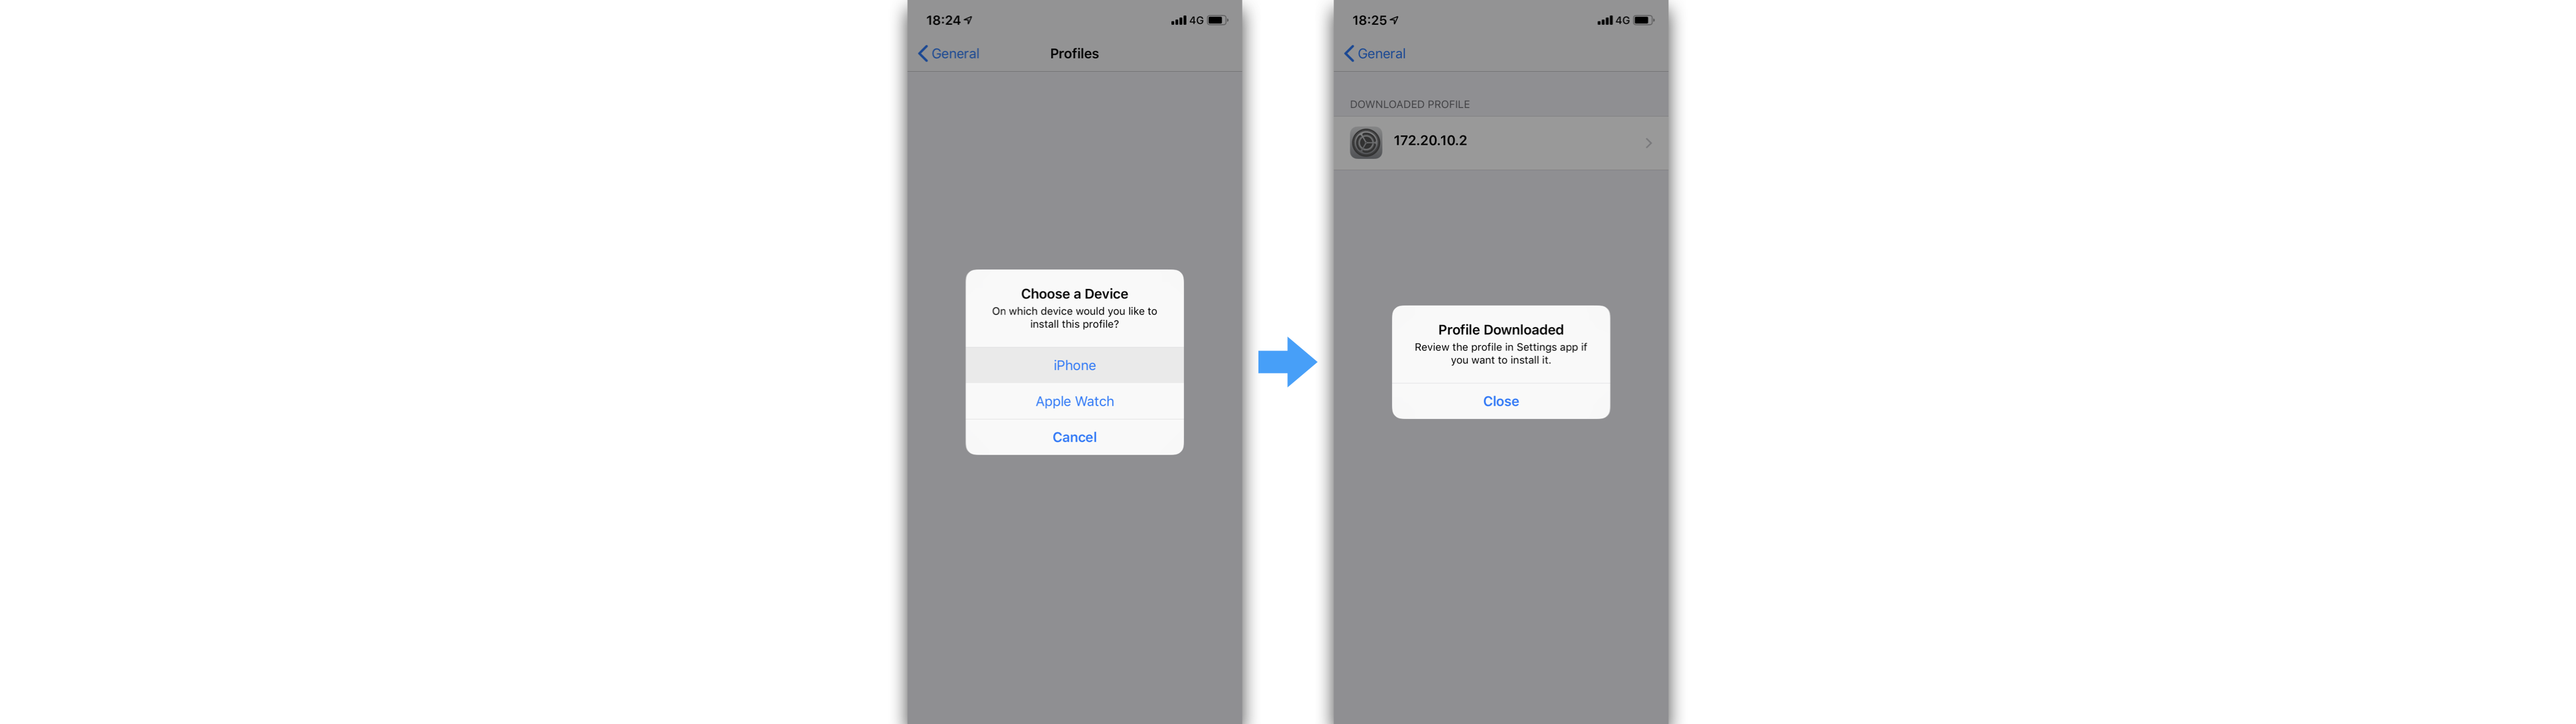 18:24
4G
General
Profiles
Choose a Device
On which device would you like to
install this profile?
iPhone
Apple Watch
Cancel
18:25
4G
General
DOWNLOADED PROFILE
172.20.10.2
Profile Downloaded
Review the profile in Settings app if
you want to install it.
Close